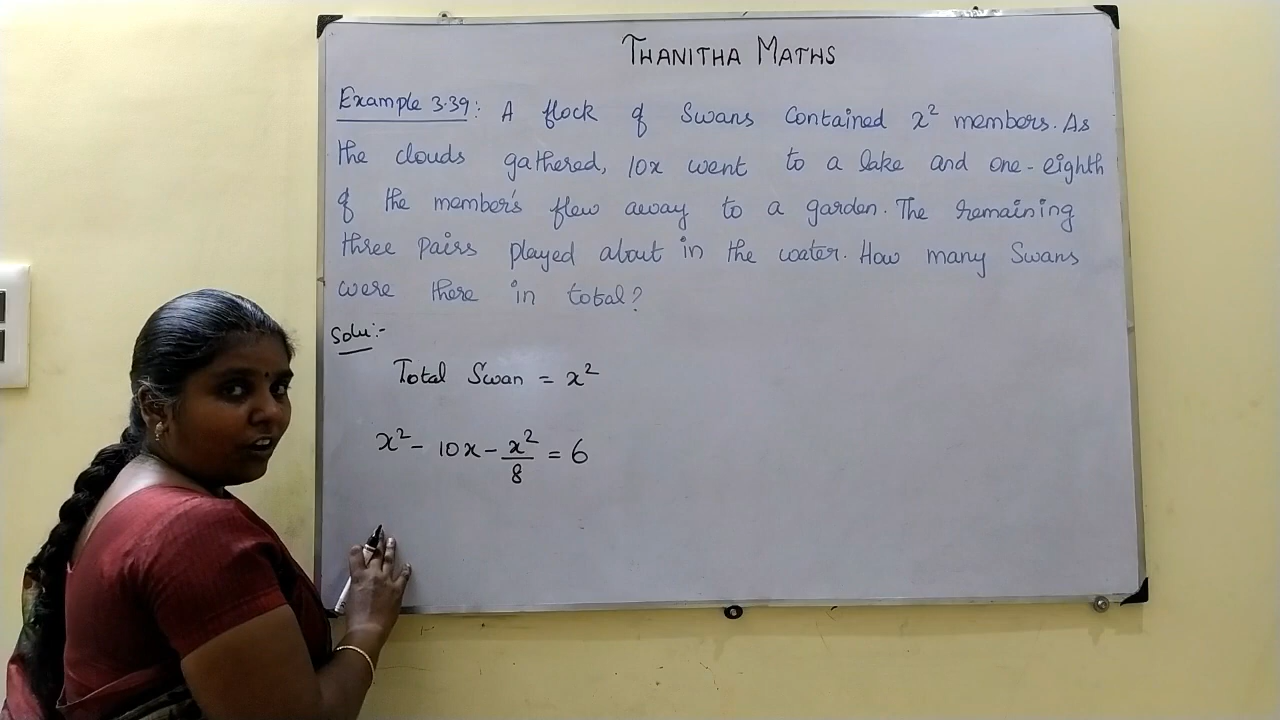 THANITHA MATHS
Example 3.39: A flock of Swans Contained x² members. As
the clouds gathered, 10x went to a lake and one-eighth
of the member's flew away to a garden. The remaining
three pairs played about in the water. How many Swans
were there in total?
Solu:-
Total Swan = x²
x² - 10x - x²/8 = 6